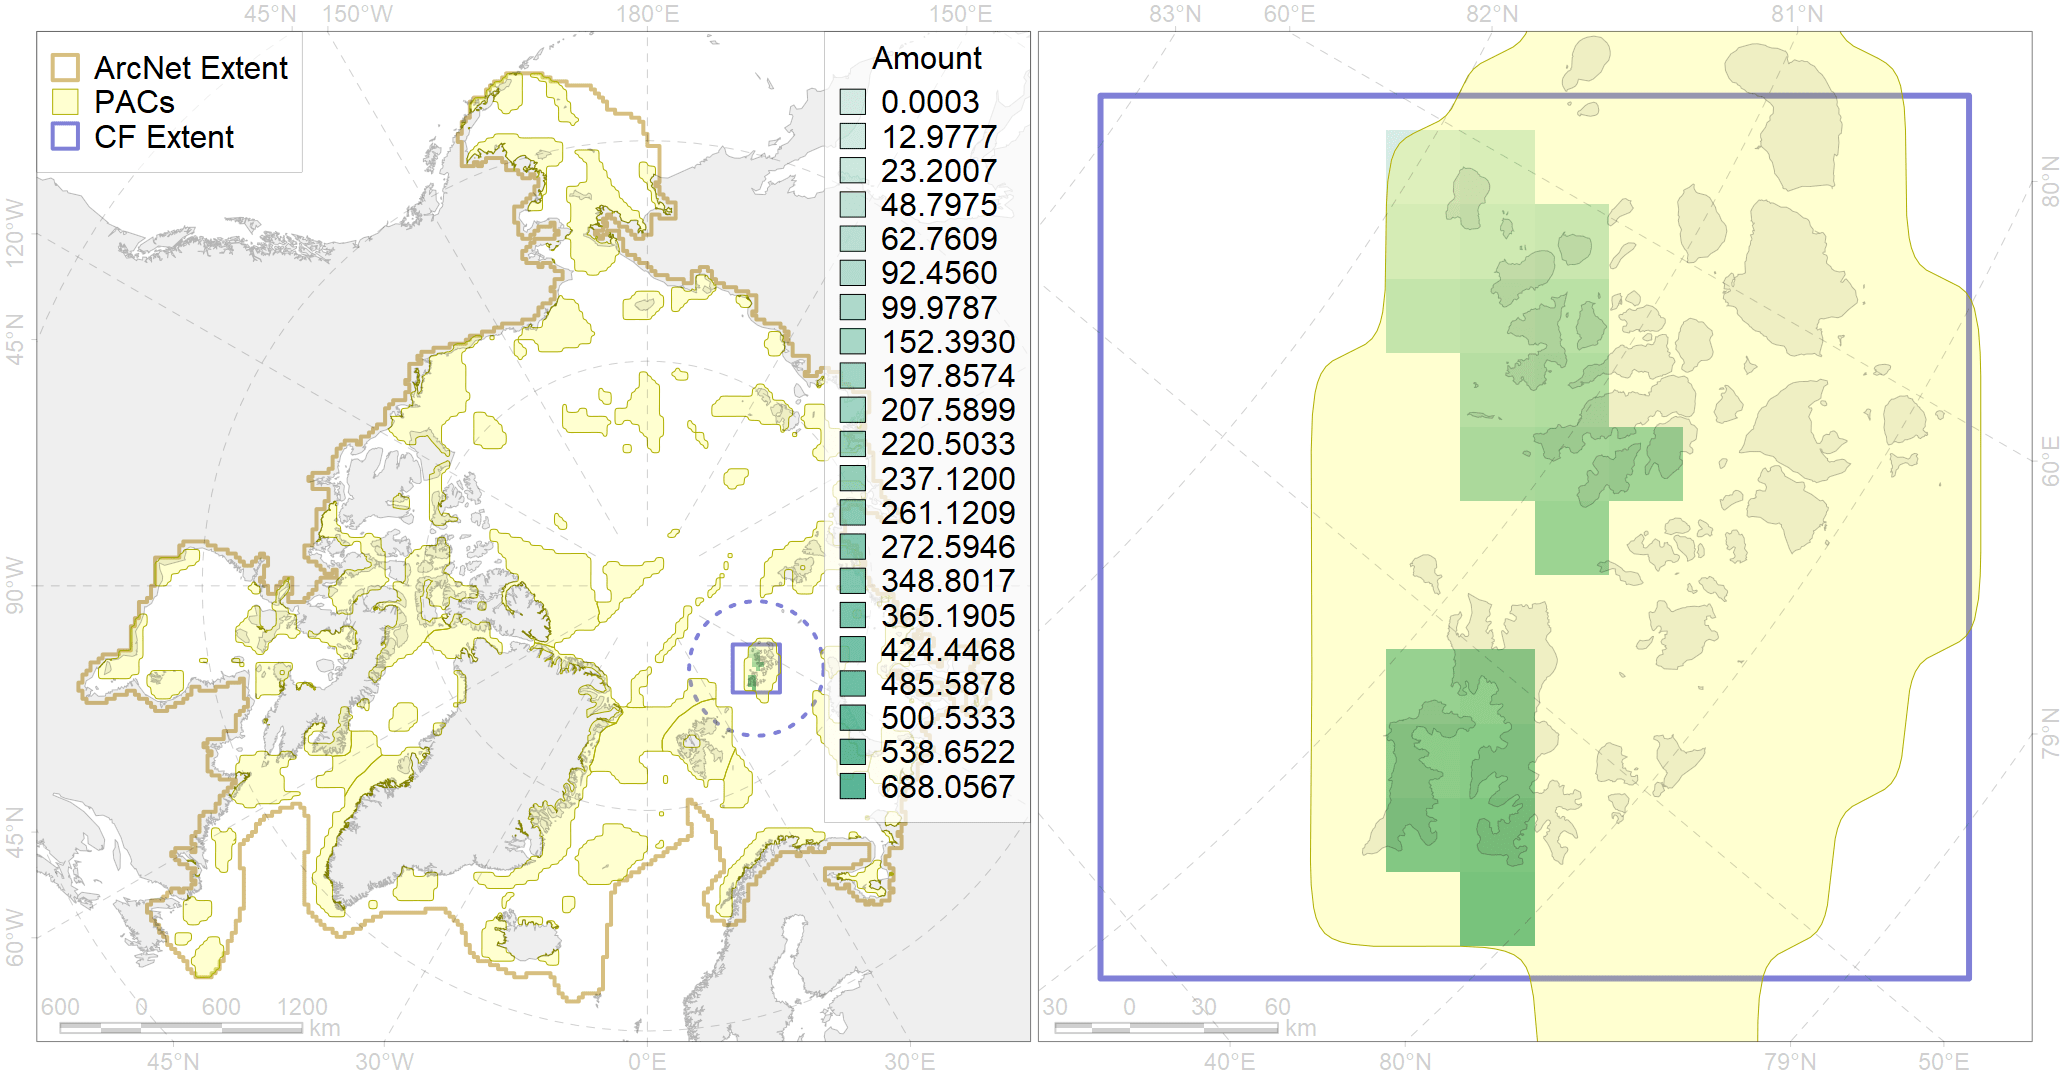 45°N 150°W 180°E 150°E 83°N 60°E 82°N 81°N
ArcNet Extent
PACs
CF Extent
Amount
0.0003
12.9777
23.2007
48.7975
62.7609
92.4560
99.9787
152.3930
197.8574
207.5899
220.5033
237.1200
261.1209
272.5946
348.8017
365.1905
424.4468
485.5878
500.5333
538.6522
688.0567
120°W
45°N
90°W
45°N
60°W
80°N
60°E
79°N
600 0 600 1200
km
30 0 30 60
km
45°N 30°W 0°E 30°E 40°E 80°N 79°N 50°E